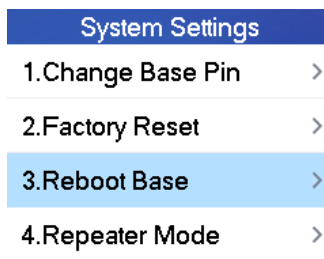 System Settings
1.Change Base Pin
2.Factory Reset
3.Reboot Base
4.Repeater Mode